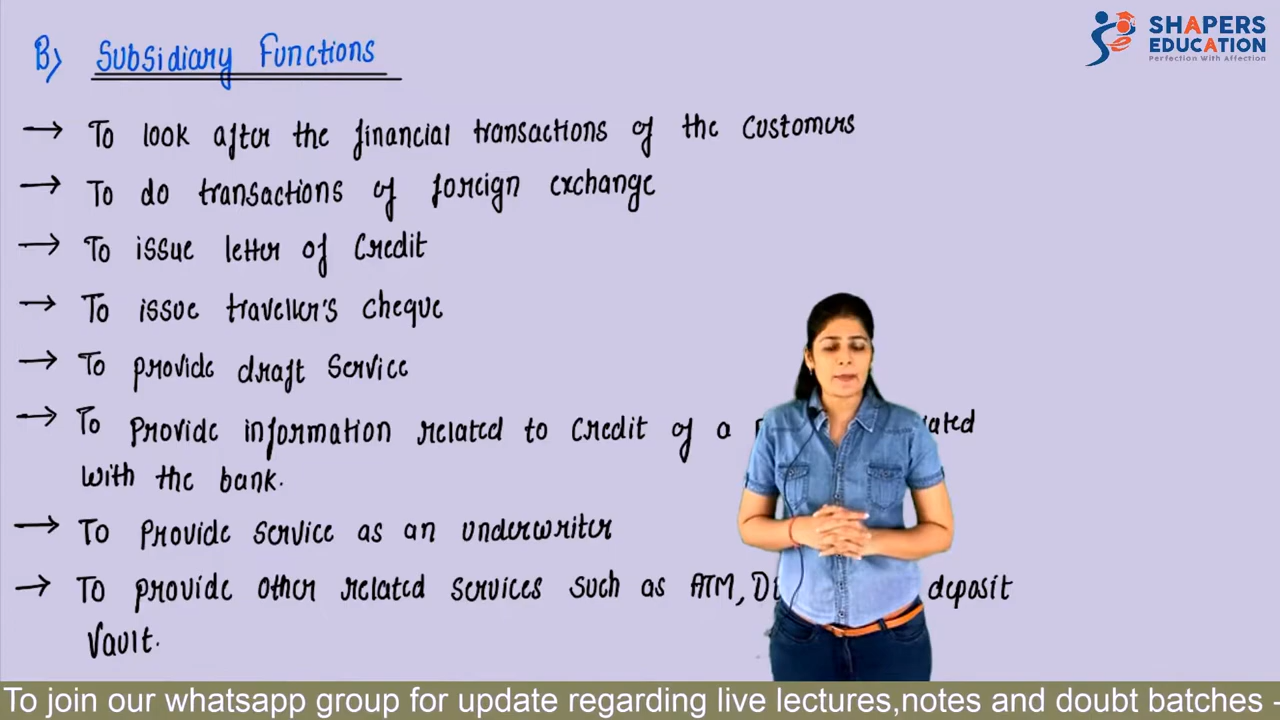 SHAPERS
EDUCATION
Perfection With Affection
B) Subsidiary Functions
→ To look after the financial transactions of the customers
→ To do transactions of foreign exchange
→ To issue letter of Credit
→ To issue traveller's cheque
→ To provide draft Service
→ To provide information related to credit of a
with the bank.
→ To Provide service as an underwriter
→ To provide other related services such as ATM, deposit
Vault.
To join our whatsapp group for update regarding live lectures,notes and doubt batches -